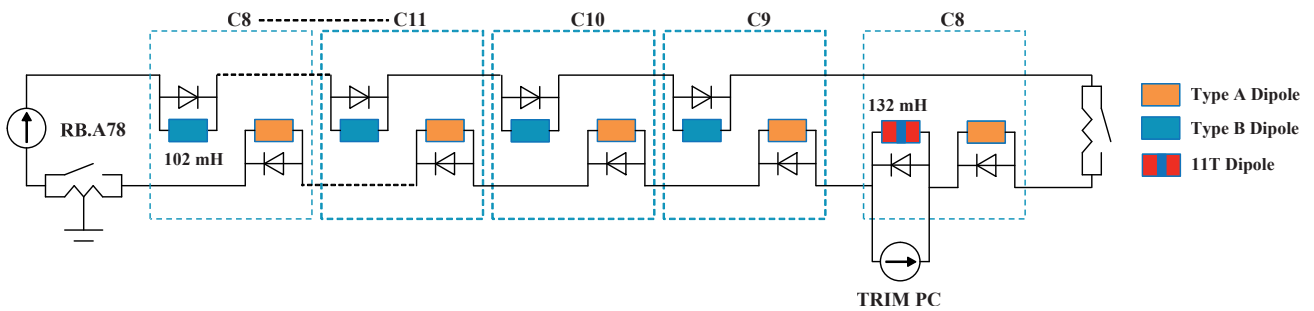 C8
C11
C10
C9
C8
RB.A78
102 mH
132 mH
TRIM PC
Type A Dipole
Type B Dipole
11T Dipole